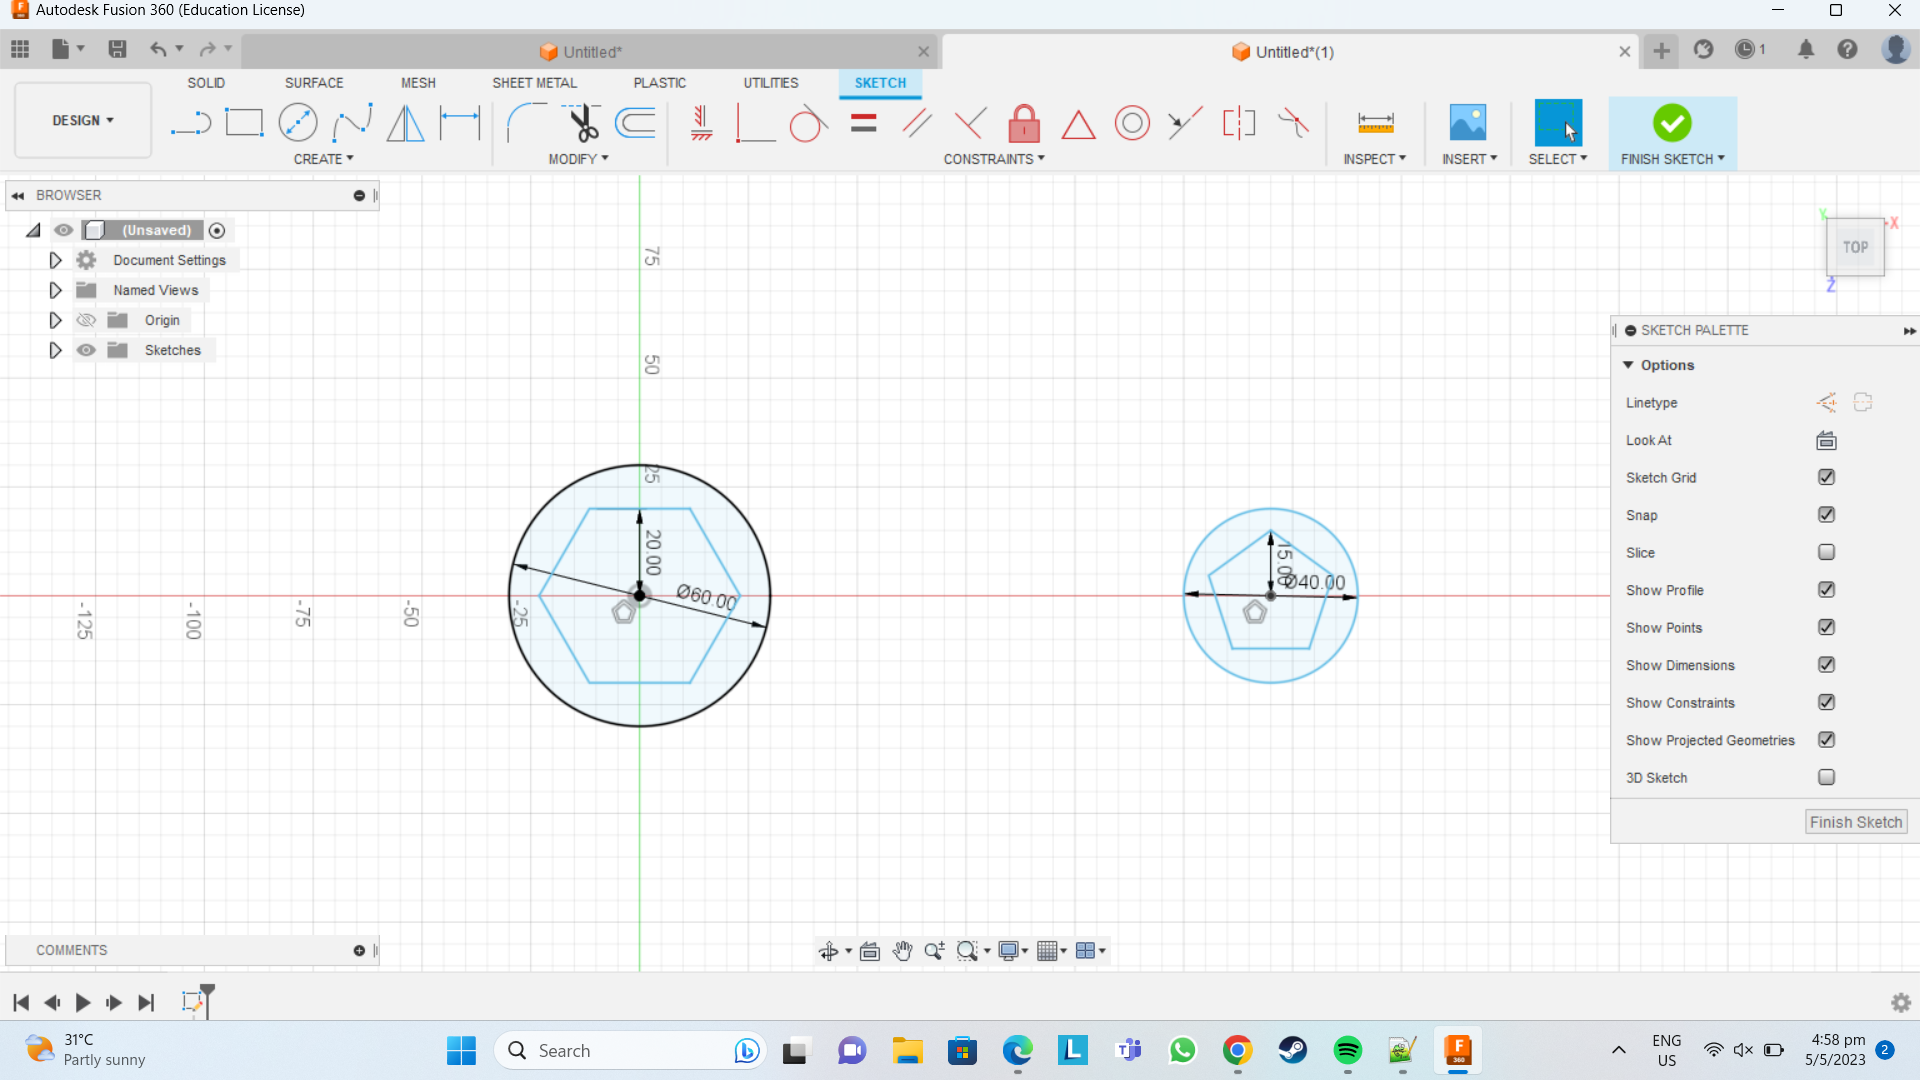 Autodesk Fusion 360 (Education License)
Untitled*
Untitled*(1)
1
SOLID
SURFACE
MESH
SHEET METAL
PLASTIC
UTILITIES
SKETCH
DESIGN
CREATE
MODIFY
CONSTRAINTS
INSPECT
INSERT
SELECT
FINISH SKETCH
BROWSER
(Unsaved)
Document Settings
Named Views
Origin
Sketches
75
50
25
-125
-100
-75
-50
-25
20.00
Ø60.00
15.00
Ø40.00
Y
X
TOP
Z
SKETCH PALETTE
Options
Linetype
Look At
Sketch Grid
Snap
Slice
Show Profile
Show Points
Show Dimensions
Show Constraints
Show Projected Geometries
3D Sketch
Finish Sketch
COMMENTS
31°C
Partly sunny
Search
L
F
360
ENG
US
4:58 pm
5/5/2023
2